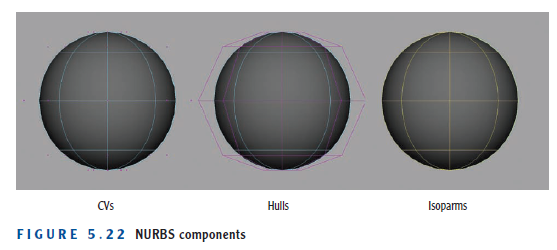 CVs
Hulls
Isoparms
FIGURE 5.22 NURBS components